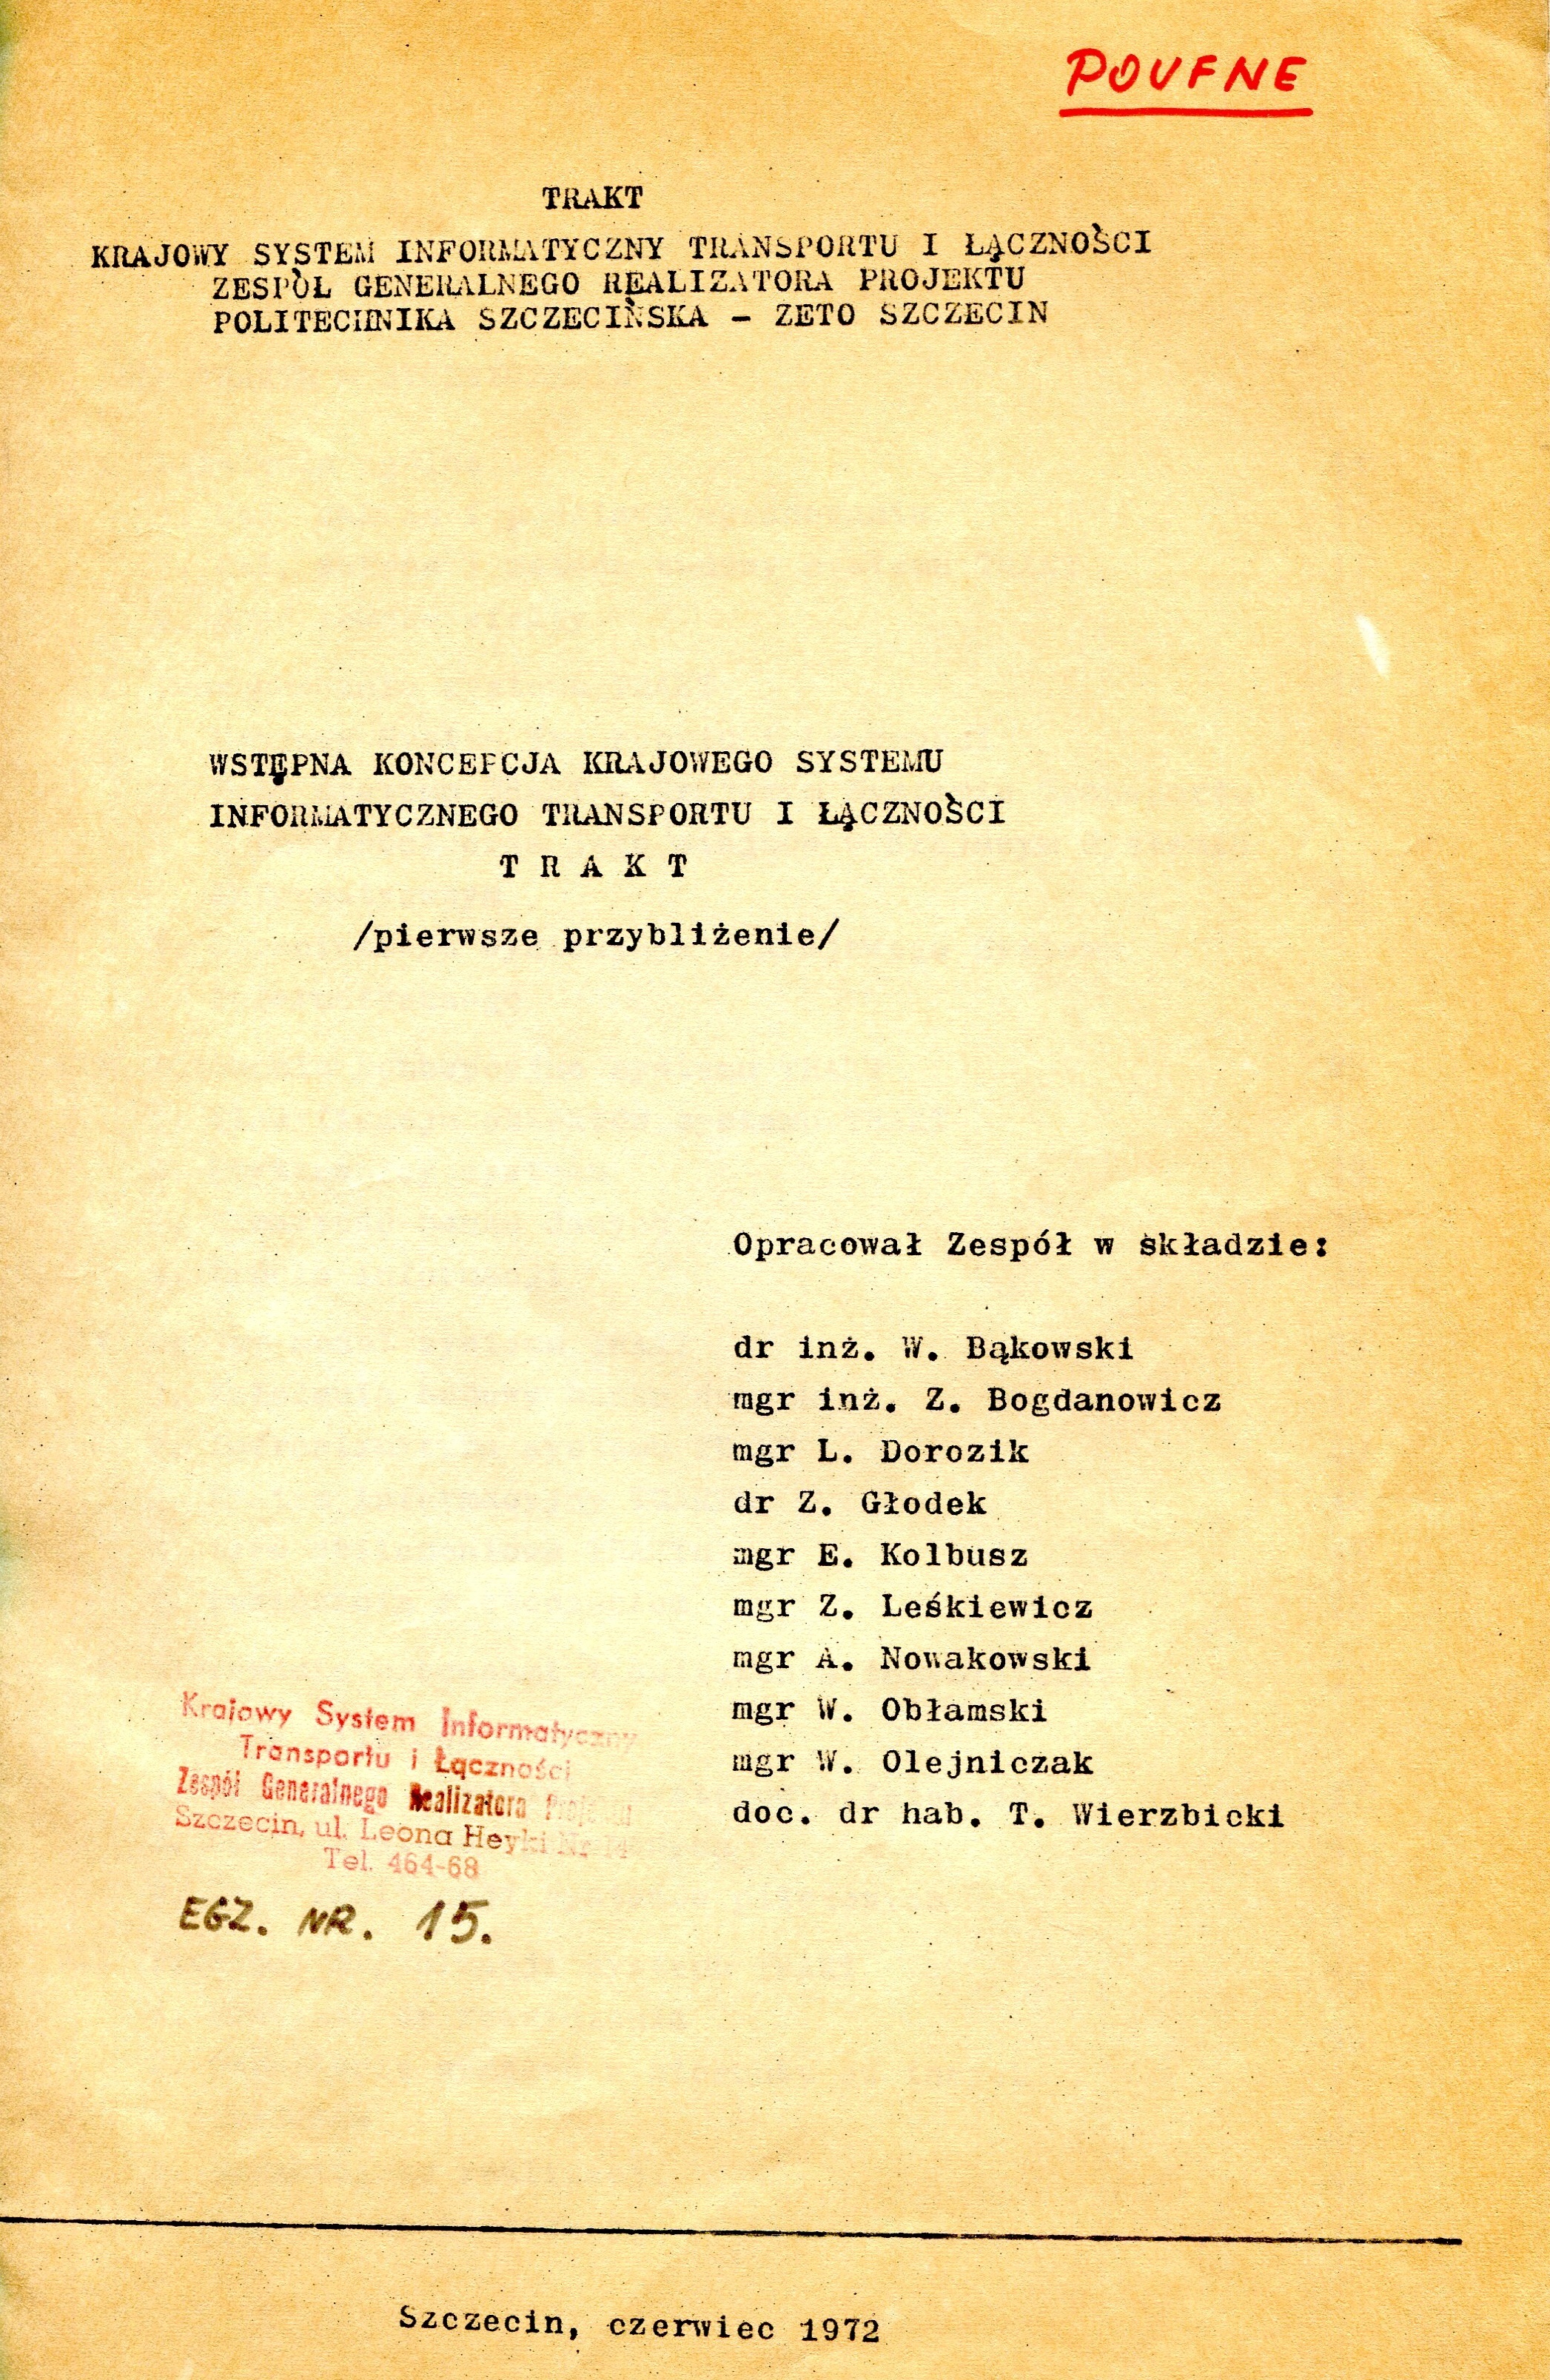 POUFNE
TRAKT
KRAJOWY SYSTEM INFORMATYCZNY TRANSPORTU I ŁĄCZNOŚCI
ZESPÓŁ GENERALNEGO REALIZATORA PROJEKTU
POLITECHNIKA SZCZECIŃSKA – ZETO SZCZECIN
WSTĘPNA KONCEPCJA KRAJOWEGO SYSTEMU
INFORMATYCZNEGO TRANSPORTU I ŁĄCZNOŚCI
T R A K T
/pierwsze przybliżenie/
Opracował Zespół w składzie:
dr inż. W. Bąkowski
mgr inż. Z. Bogdanowicz
mgr L. Dorozik
dr Z. Głodek
mgr E. Kolbusz
mgr Z. Leśkiewicz
mgr A. Nowakowski
mgr W. Obłamski
mgr W. Olejniczak
doc. dr hab. T. Wierzbicki
Krajowy System Informatyczny
Transportu i Łączności
Zespół Generalnego Realizatora
Szczecin, ul. Leona Heyki Nr
Tel. 464-68
EGZ. NR. 15.
Szczecin, czerwiec 1972